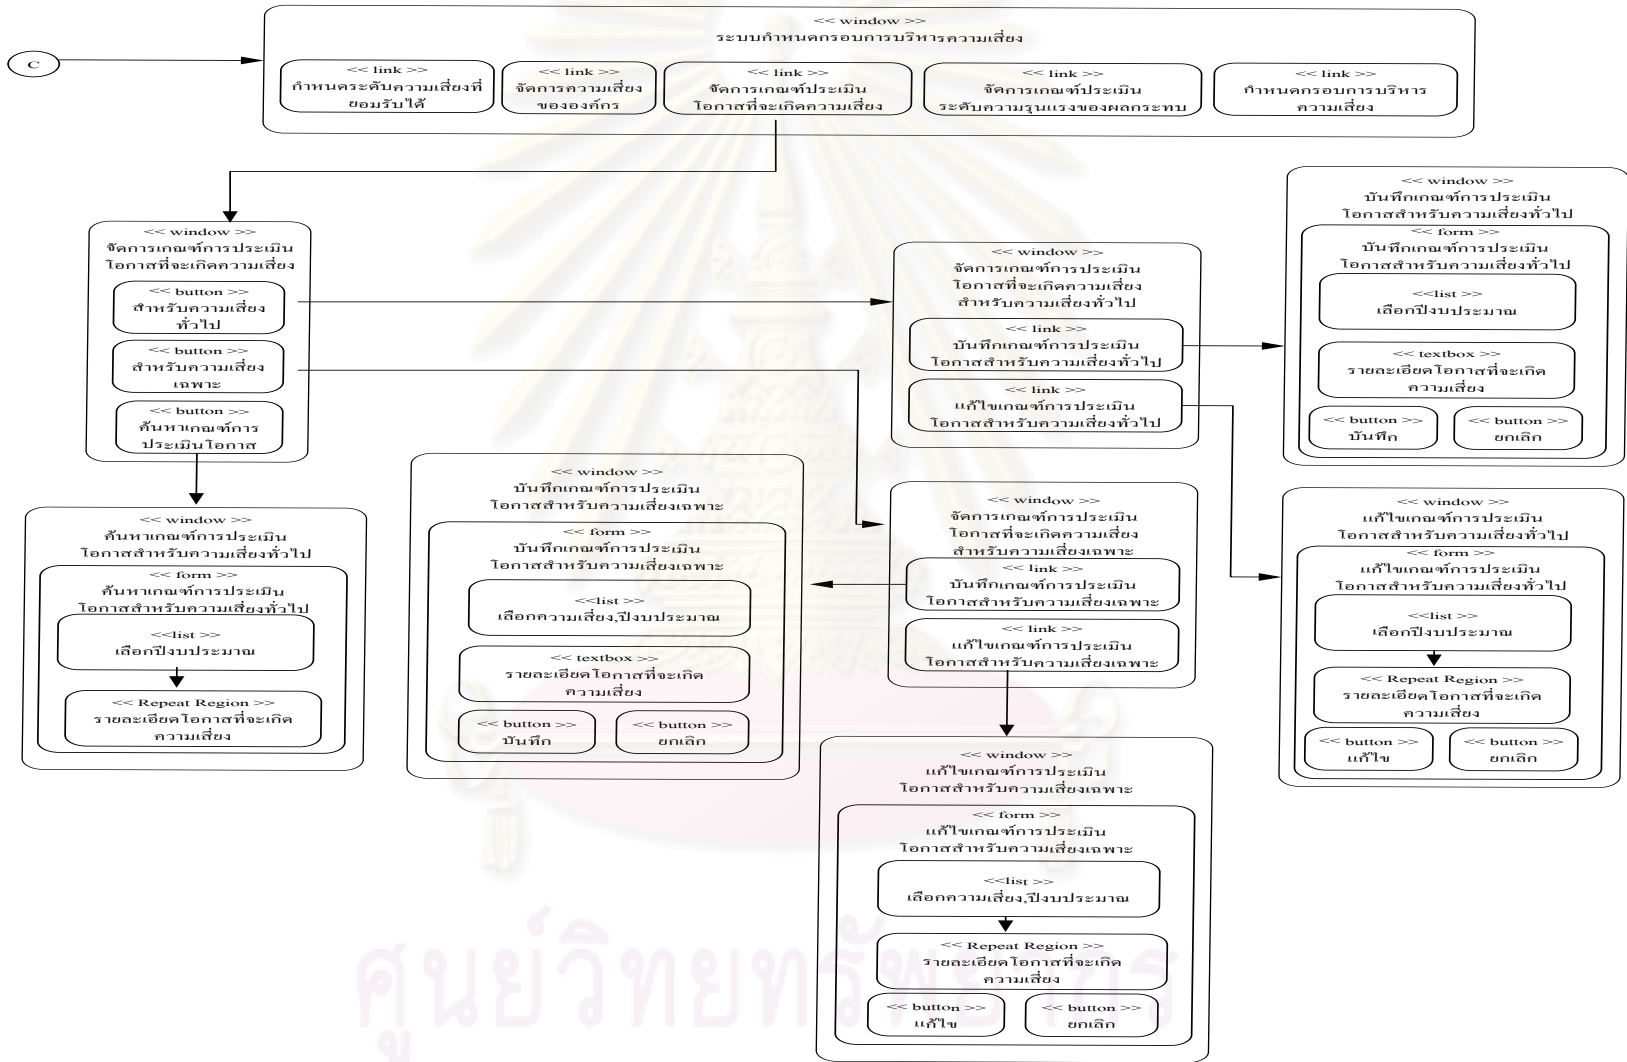 C
<< window >>
ระบบกำหนดกรอบการบริหารความเสี่ยง
<< link >>
กำหนดระดับความเสี่ยงที่
ยอมรับได้
<< link >>
จัดการความเสี่ยง
ขององค์กร
<< link >>
จัดการเกณฑ์ประเมิน
โอกาสที่จะเกิดความเสี่ยง
<< link >>
จัดการเกณฑ์ประเมิน
ระดับความรุนแรงของผลกระทบ
<< link >>
กำหนดกรอบการบริหาร
ความเสี่ยง
<< window >>
จัดการเกณฑ์การประเมิน
โอกาสที่จะเกิดความเสี่ยง
<< button >>
สำหรับความเสี่ยง
ทั่วไป
<< button >>
สำหรับความเสี่ยง
เฉพาะ
<< button >>
ค้นหาเกณฑ์การ
ประเมินโอกาส
<< window >>
จัดการเกณฑ์การประเมิน
โอกาสที่จะเกิดความเสี่ยง
สำหรับความเสี่ยงทั่วไป
<< link >>
บันทึกเกณฑ์การประเมิน
โอกาสสำหรับความเสี่ยงทั่วไป
<< link >>
แก้ไขเกณฑ์การประเมิน
โอกาสสำหรับความเสี่ยงทั่วไป
<< window >>
บันทึกเกณฑ์การประเมิน
โอกาสสำหรับความเสี่ยงทั่วไป
<< form >>
บันทึกเกณฑ์การประเมิน
โอกาสสำหรับความเสี่ยงทั่วไป
<<list >>
เลือกปีงบประมาณ
<< textbox >>
รายละเอียดโอกาสที่จะเกิด
ความเสี่ยง
<< button >>
บันทึก
<< button >>
ยกเลิก
<< window >>
ค้นหาเกณฑ์การประเมิน
โอกาสสำหรับความเสี่ยงทั่วไป
<< form >>
ค้นหาเกณฑ์การประเมิน
โอกาสสำหรับความเสี่ยงทั่วไป
<<list >>
เลือกปีงบประมาณ
<< Repeat Region >>
รายละเอียดโอกาสที่จะเกิด
ความเสี่ยง
<< window >>
บันทึกเกณฑ์การประเมิน
โอกาสสำหรับความเสี่ยงเฉพาะ
<< form >>
บันทึกเกณฑ์การประเมิน
โอกาสสำหรับความเสี่ยงเฉพาะ
<<list >>
เลือกความเสี่ยง,ปีงบประมาณ
<< textbox >>
รายละเอียดโอกาสที่จะเกิด
ความเสี่ยง
<< button >>
บันทึก
<< button >>
ยกเลิก
<< window >>
จัดการเกณฑ์การประเมิน
โอกาสที่จะเกิดความเสี่ยง
สำหรับความเสี่ยงเฉพาะ
<< link >>
บันทึกเกณฑ์การประเมิน
โอกาสสำหรับความเสี่ยงเฉพาะ
<< link >>
แก้ไขเกณฑ์การประเมิน
โอกาสสำหรับความเสี่ยงเฉพาะ
<< window >>
แก้ไขเกณฑ์การประเมิน
โอกาสสำหรับความเสี่ยงทั่วไป
<< form >>
แก้ไขเกณฑ์การประเมิน
โอกาสสำหรับความเสี่ยงทั่วไป
<<list >>
เลือกปีงบประมาณ
<< Repeat Region >>
รายละเอียดโอกาสที่จะเกิด
ความเสี่ยง
<< button >>
แก้ไข
<< button >>
ยกเลิก
<< window >>
แก้ไขเกณฑ์การประเมิน
โอกาสสำหรับความเสี่ยงเฉพาะ
<< form >>
แก้ไขเกณฑ์การประเมิน
โอกาสสำหรับความเสี่ยงเฉพาะ
<<list >>
เลือกความเสี่ยง,ปีงบประมาณ
<< Repeat Region >>
รายละเอียดโอกาสที่จะเกิด
ความเสี่ยง
<< button >>
แก้ไข
<< button >>
ยกเลิก
ศูนย์วิทยทรัพยากร